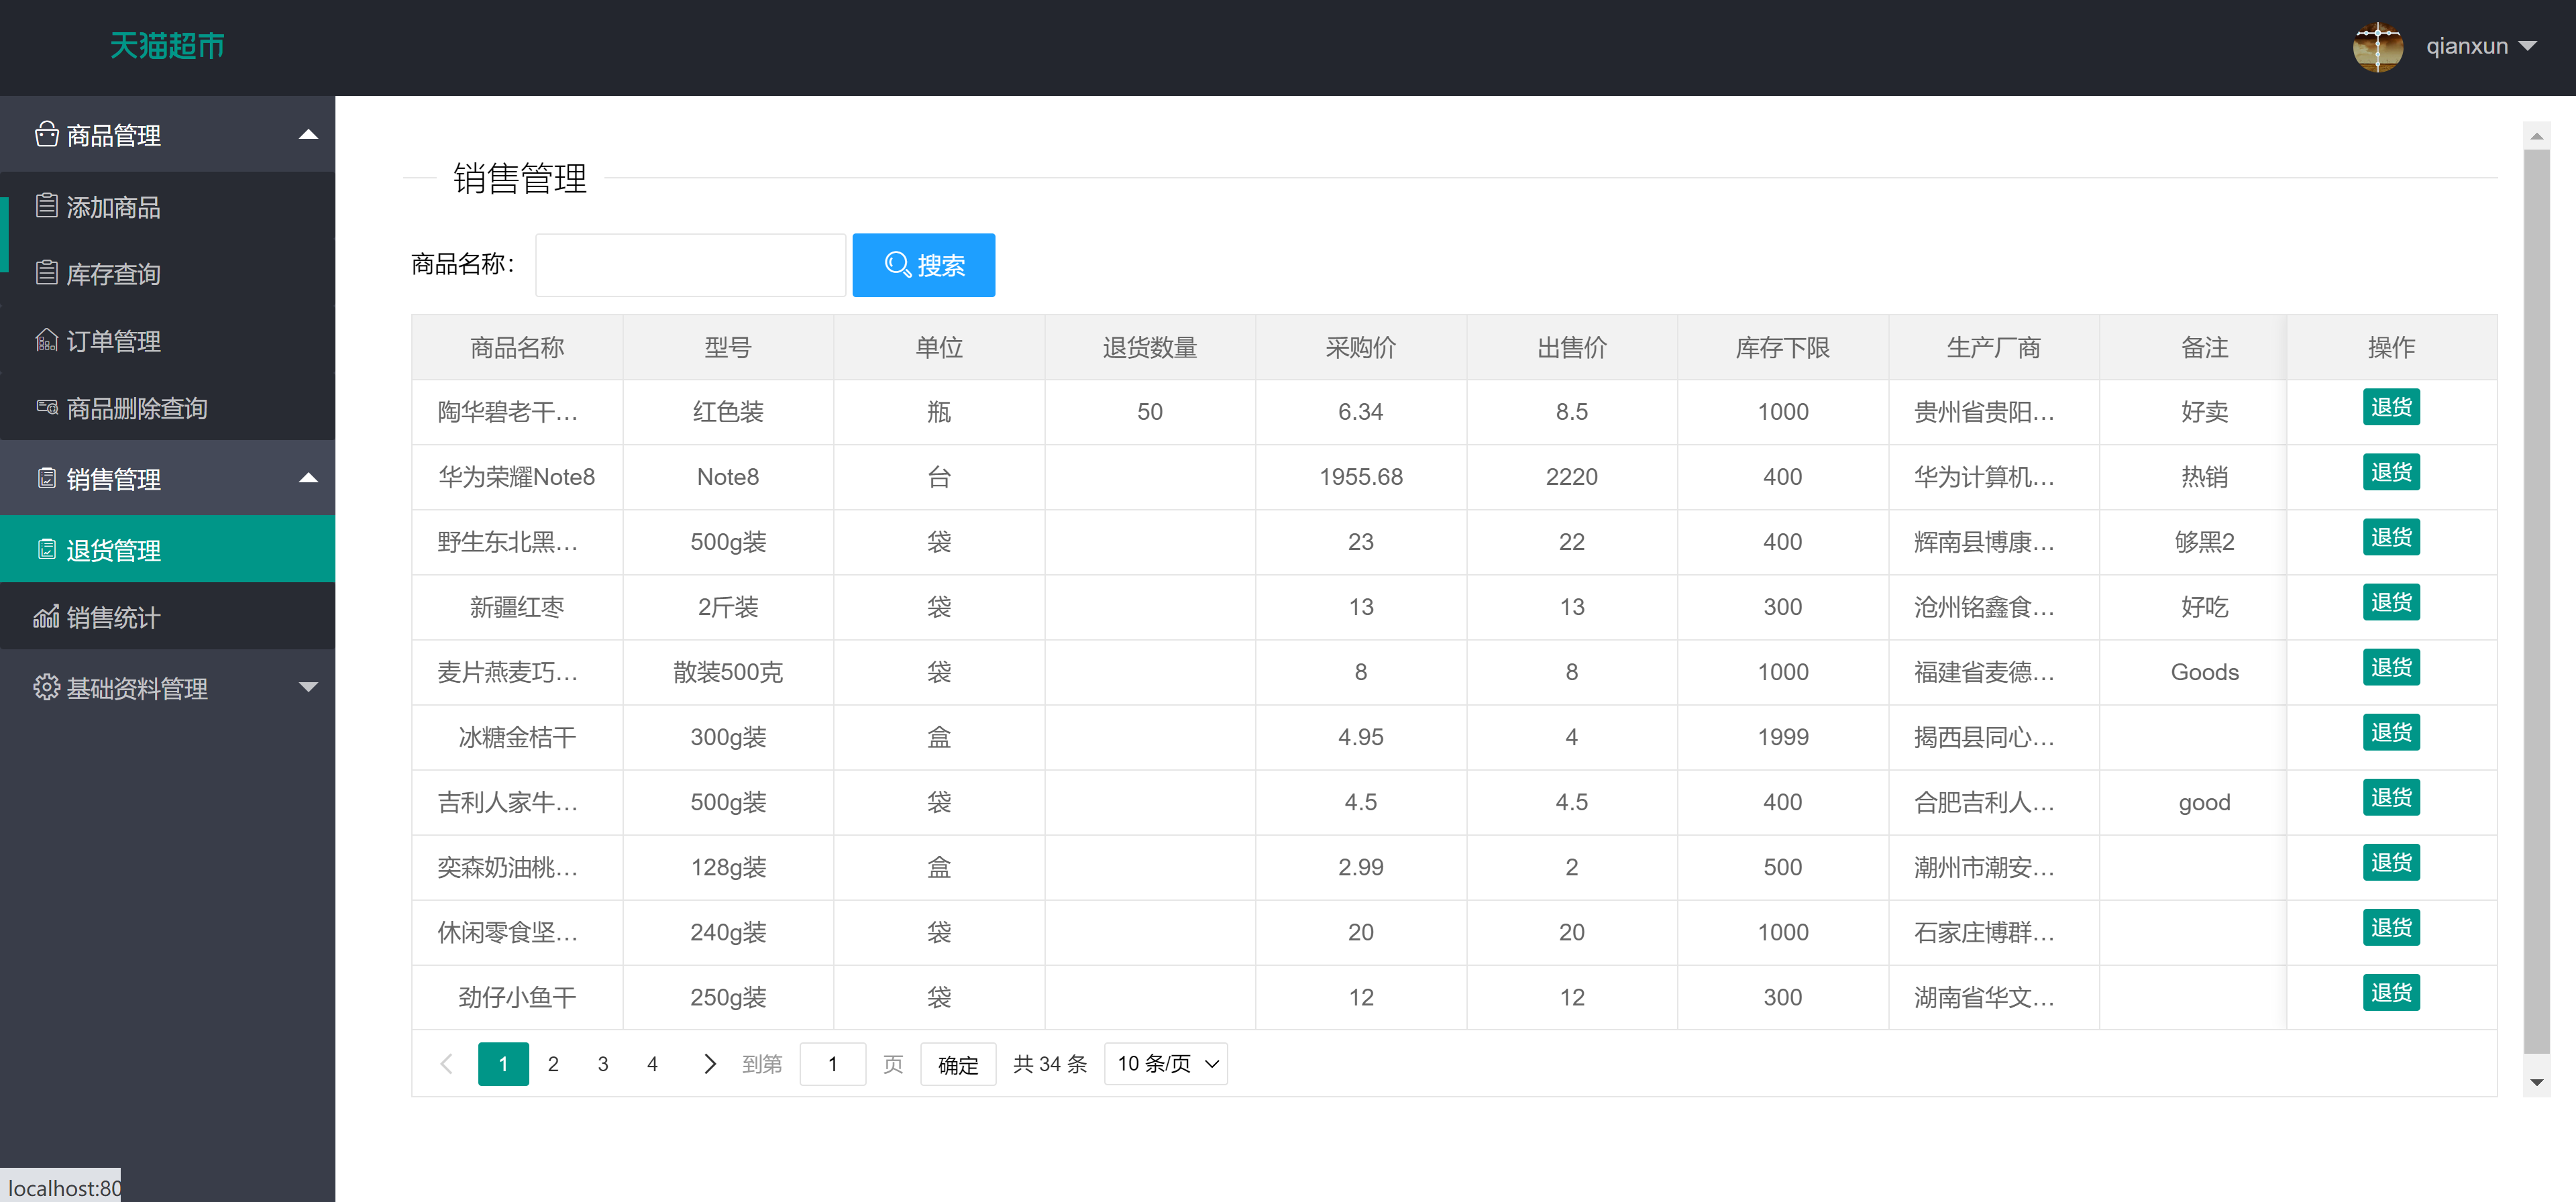 天猫超市
qianxun
商品管理
添加商品
库存查询
订单管理
商品删除查询
销售管理
退货管理
销售统计
基础资料管理
销售管理
商品名称：
搜索
商品名称 型号 单位 退货数量 采购价 出售价 库存下限 生产厂商 备注 操作
陶华碧老干… 红色装 瓶 50 6.34 8.5 1000 贵州省贵阳… 好卖 退货
华为荣耀Note8 Note8 台 1955.68 2220 400 华为计算机… 热销 退货
野生东北黑… 500g装 袋 23 22 400 辉南县博康… 够黑2 退货
新疆红枣 2斤装 袋 13 13 300 沧州铭鑫食… 好吃 退货
麦片燕麦巧… 散装500克 袋 8 8 1000 福建省麦德… Goods 退货
冰糖金桔干 300g装 盒 4.95 4 1999 揭西县同心… 退货
吉利人家牛… 500g装 袋 4.5 4.5 400 合肥吉利人… good 退货
奕森奶油桃… 128g装 盒 2.99 2 500 潮州市潮安… 退货
休闲零食坚… 240g装 袋 20 20 1000 石家庄博群… 退货
劲仔小鱼干 250g装 袋 12 12 300 湖南省华文… 退货
1 2 3 4 到第 1 页 确定 共 34 条 10 条/页
localhost:80